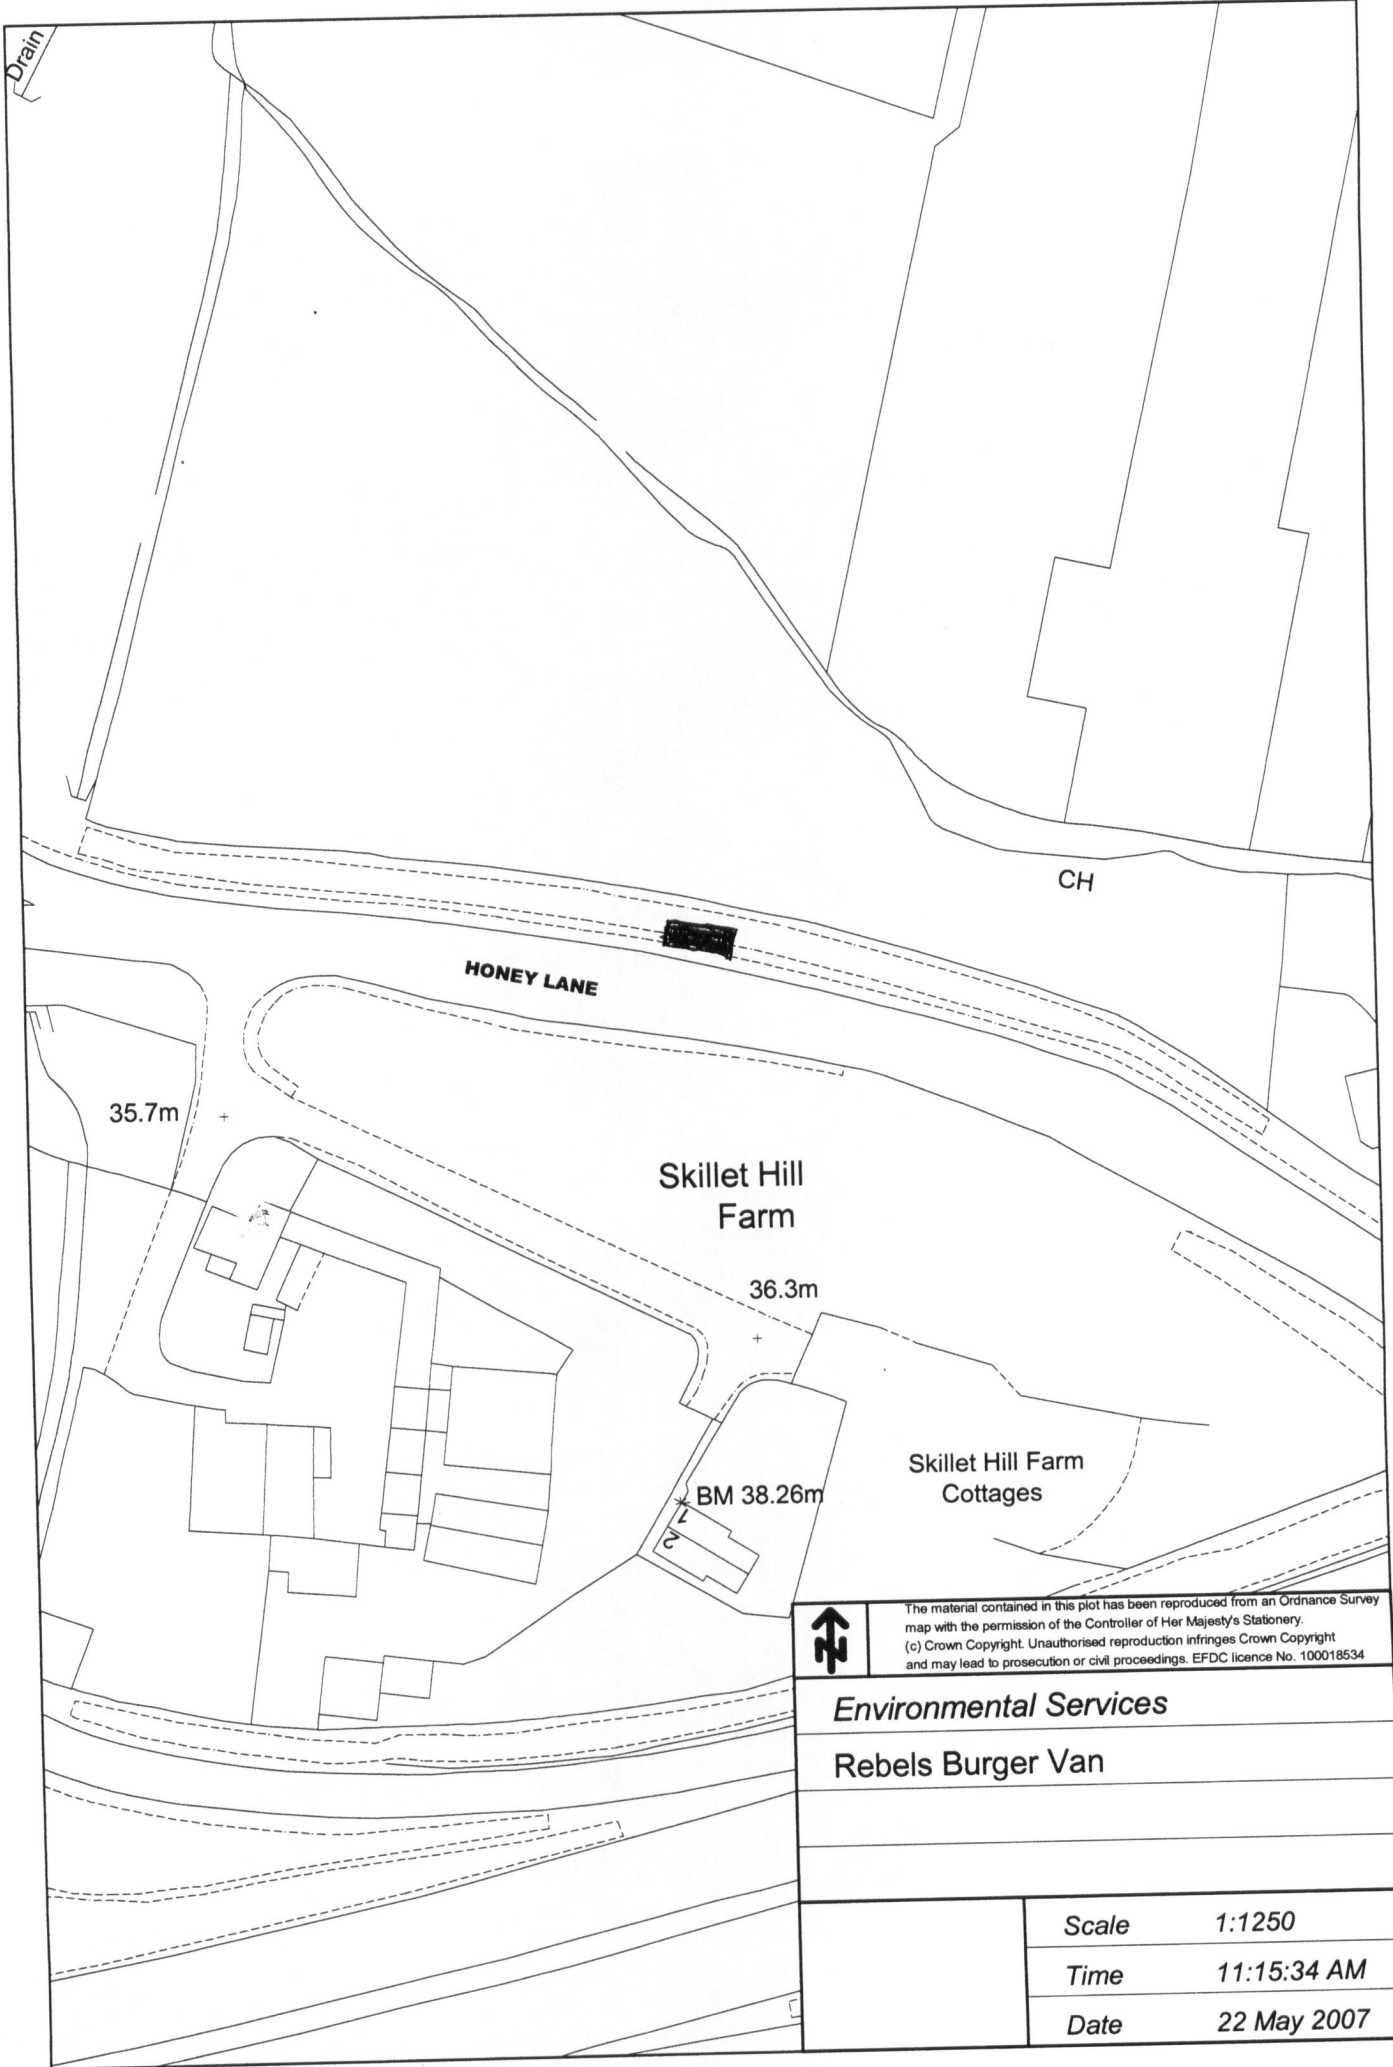 Drain
CH
HONEY LANE
35.7m
Skillet Hill
Farm
36.3m
Skillet Hill Farm
Cottages
BM 38.26m
1
2
N
The material contained in this plot has been reproduced from an Ordnance Survey
map with the permission of the Controller of Her Majesty's Stationery.
(c) Crown Copyright. Unauthorised reproduction infringes Crown Copyright
and may lead to prosecution or civil proceedings. EFDC licence No. 100018534
Environmental Services
Rebels Burger Van
Scale 1:1250
Time 11:15:34 AM
Date 22 May 2007